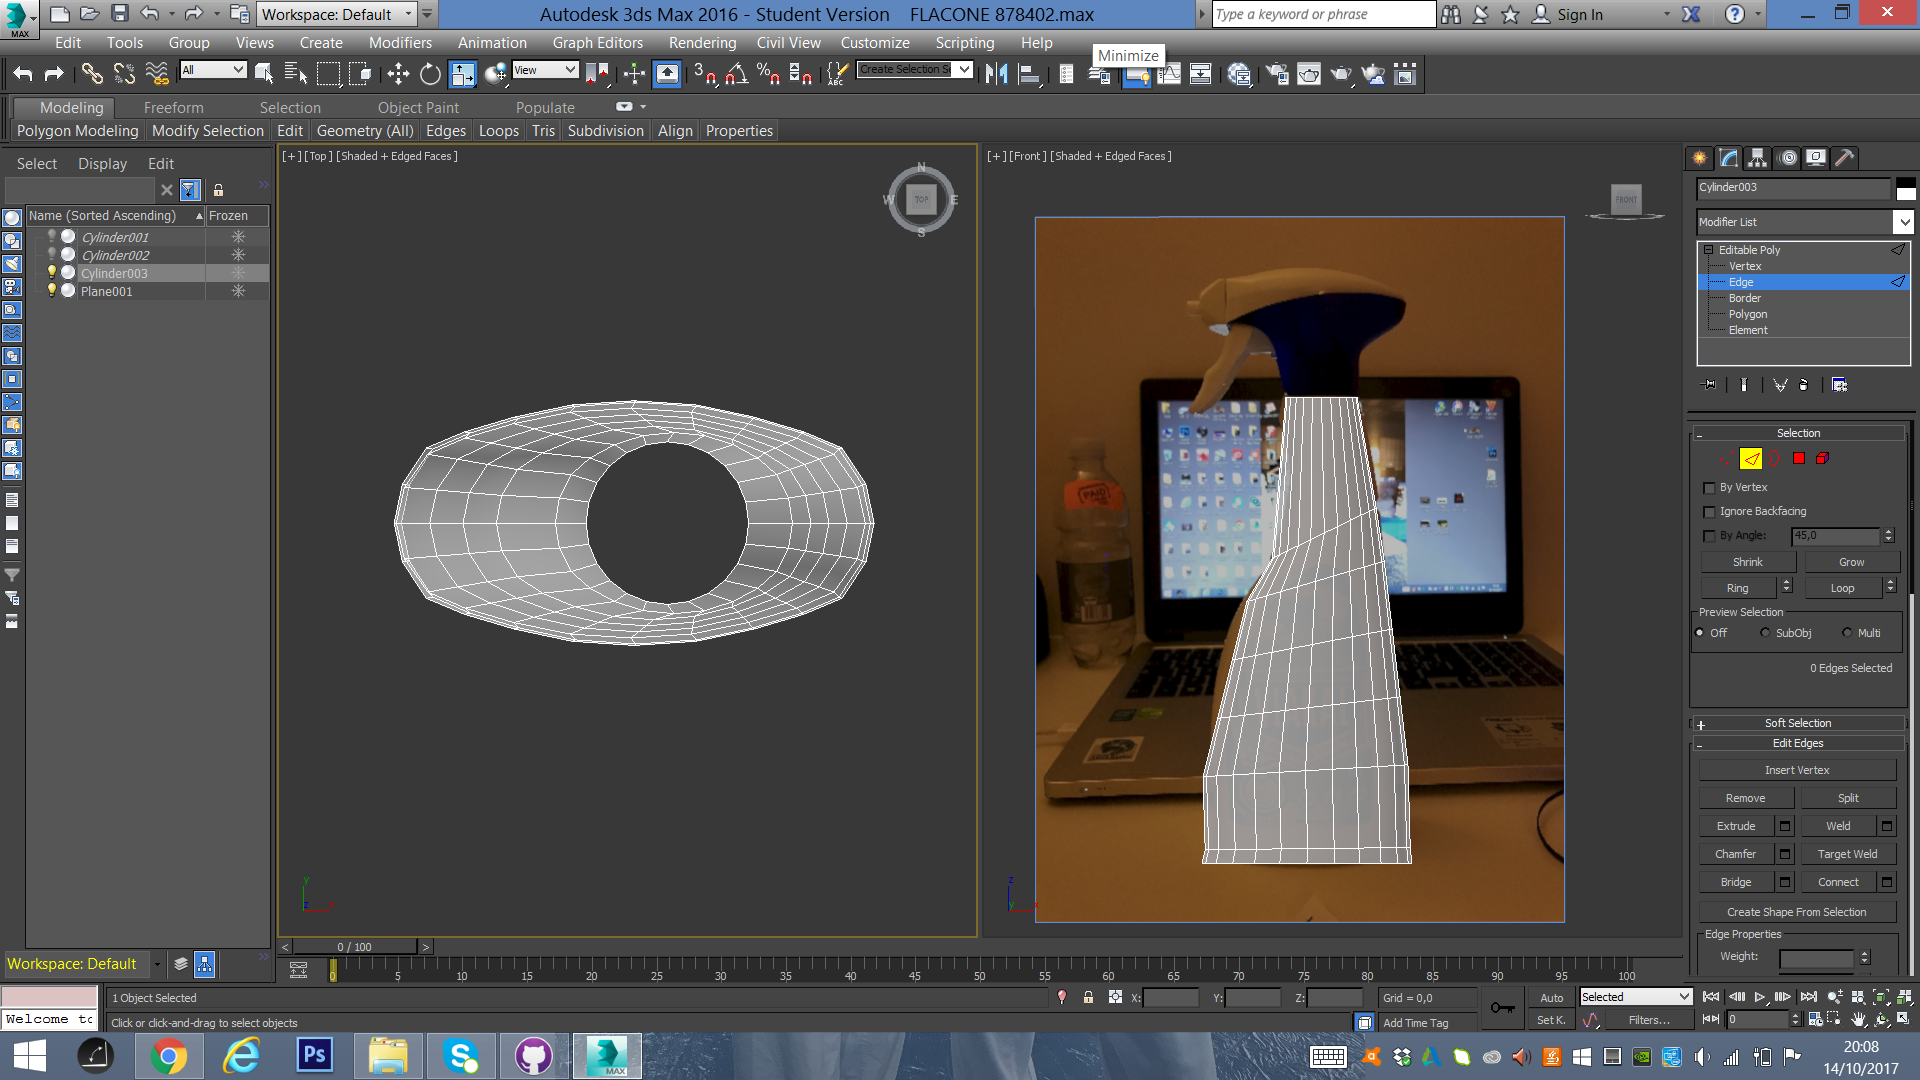 Workspace: Default
Autodesk 3ds Max 2016 - Student Version FLACONE 878402.max
Type a keyword or phrase
Sign In
MAX
Edit Tools Group Views Create Modifiers Animation Graph Editors Rendering Civil View Customize Scripting Help
Minimize
All
View
3
ABC
Create Selection Se
Modeling Freeform Selection Object Paint Populate
Polygon Modeling Modify Selection Edit Geometry (All) Edges Loops Tris Subdivision Align Properties
Select Display Edit
Name (Sorted Ascending) Frozen
Cylinder001
Cylinder002
Cylinder003
Plane001
[+] [Top] [Shaded + Edged Faces]
N
W TOP E
S
y
z x
[+] [Front] [Shaded + Edged Faces]
FRONT
PAID
z
y x
Cylinder003
Modifier List
Editable Poly
Vertex
Edge
Border
Polygon
Element
- Selection
By Vertex
Ignore Backfacing
By Angle: 45,0
Shrink Grow
Ring Loop
Preview Selection
Off SubObj Multi
0 Edges Selected
+ Soft Selection
- Edit Edges
Insert Vertex
Remove Split
Extrude Weld
Chamfer Target Weld
Bridge Connect
Create Shape From Selection
Edge Properties
Weight:
< 0 / 100 >
Workspace: Default
0 5 10 15 20 25 30 35 40 45 50 55 60 65 70 75 80 85 90 95 100
1 Object Selected
X: Y: Z: Grid = 0,0
Auto Selected
Welcome to
Click or click-and-drag to select objects
Add Time Tag
Set K. Filters... 0
Ps
MAX
20:08
14/10/2017